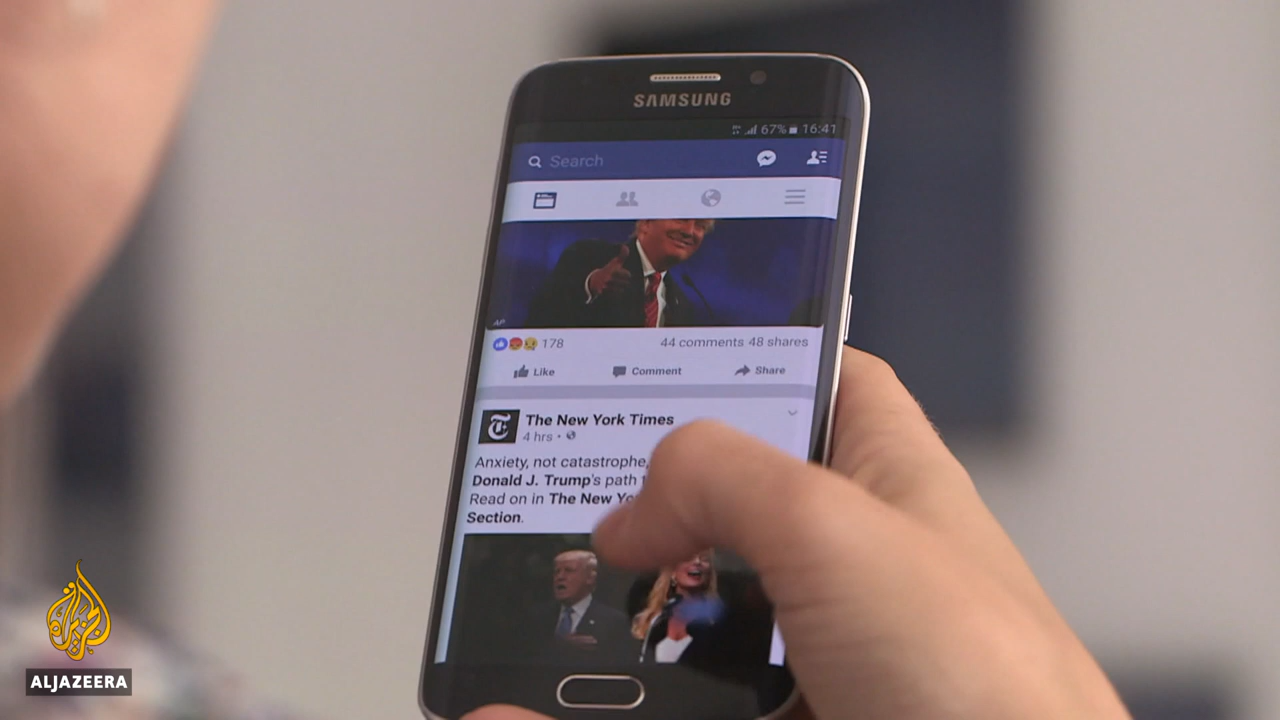 SAMSUNG
67% 16:41
Search
AP
178 44 comments 48 shares
Like Comment Share
The New York Times
4 hrs
Anxiety, not catastrophe,
Donald J. Trump's path
Read on in The New
Section.
الجزيرة
ALJAZEERA